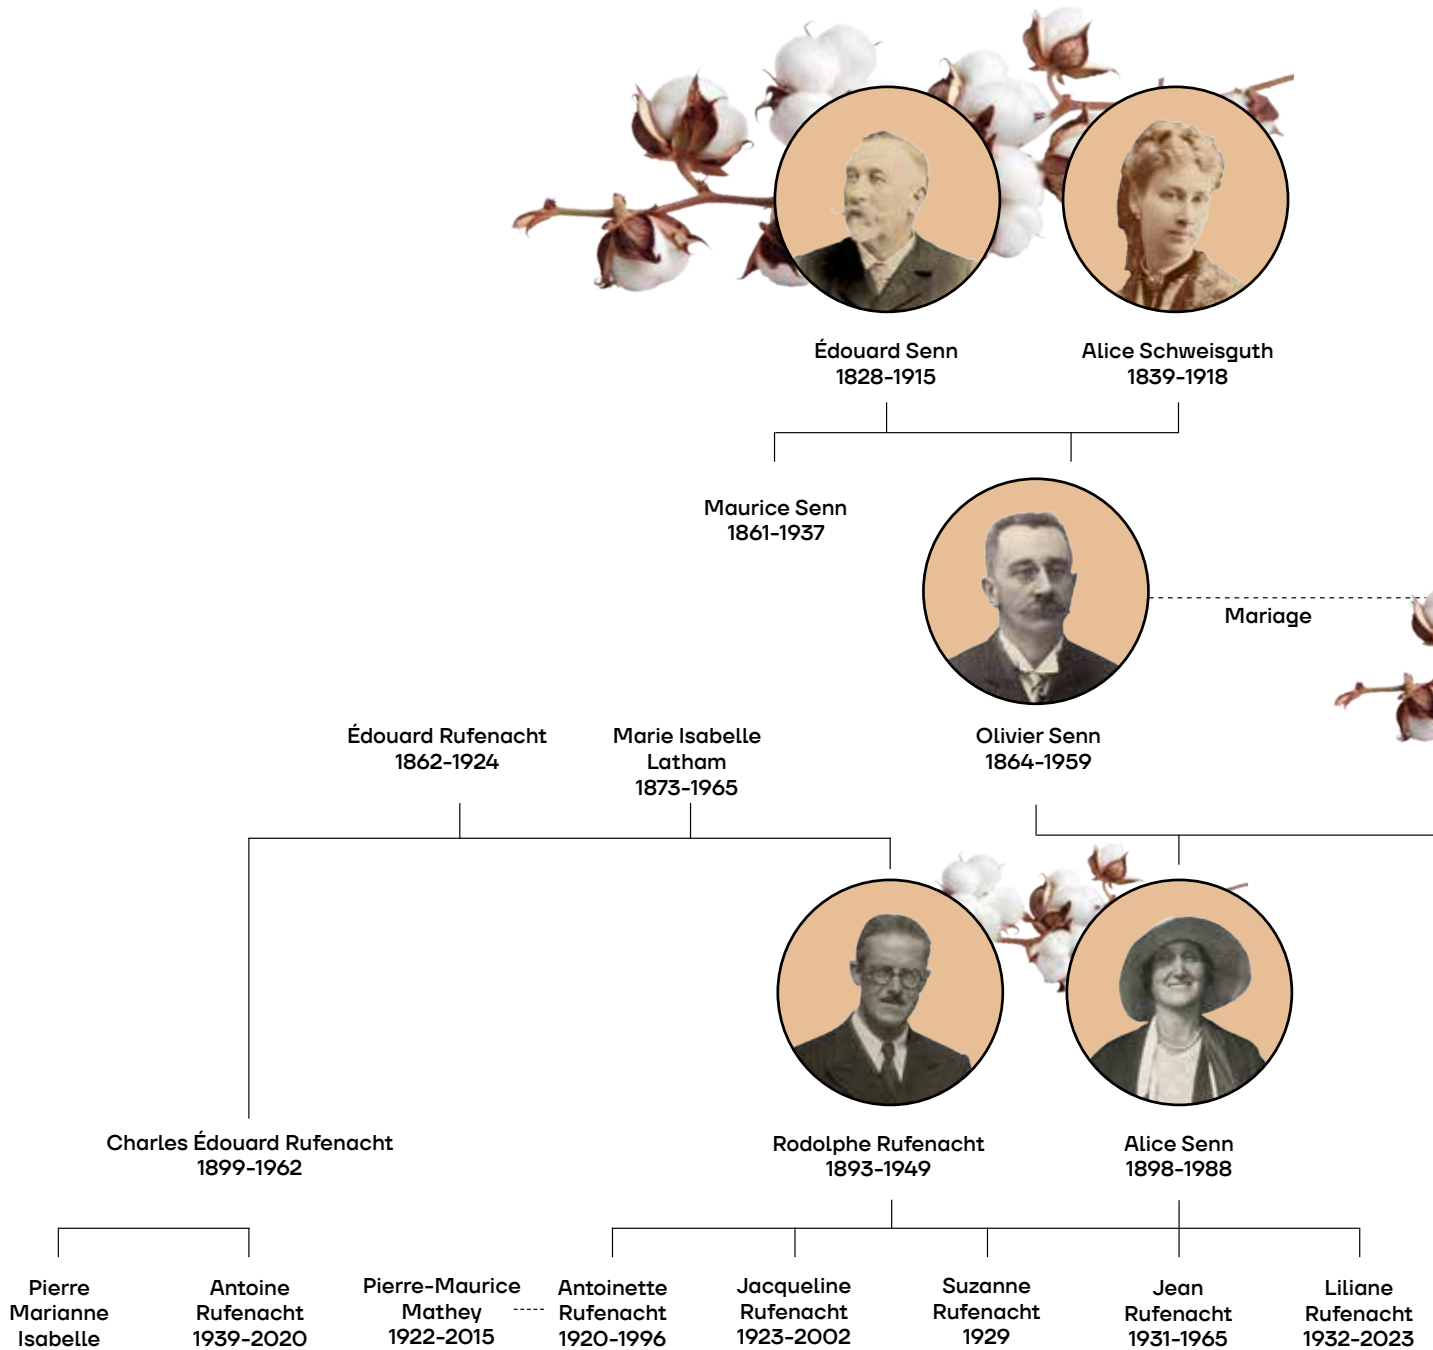 Édouard Senn
1828-1915
Alice Schweisguth
1839-1918
Maurice Senn
1861-1937
Mariage
Olivier Senn
1864-1959
Édouard Rufenacht
1862-1924
Marie Isabelle
Latham
1873-1965
Charles Édouard Rufenacht
1899-1962
Rodolphe Rufenacht
1893-1949
Alice Senn
1898-1988
Pierre
Marianne
Isabelle
Antoine
Rufenacht
1939-2020
Pierre-Maurice
Mathey
1922-2015
Antoinette
Rufenacht
1920-1996
Jacqueline
Rufenacht
1923-2002
Suzanne
Rufenacht
1929
Jean
Rufenacht
1931-1965
Liliane
Rufenacht
1932-2023